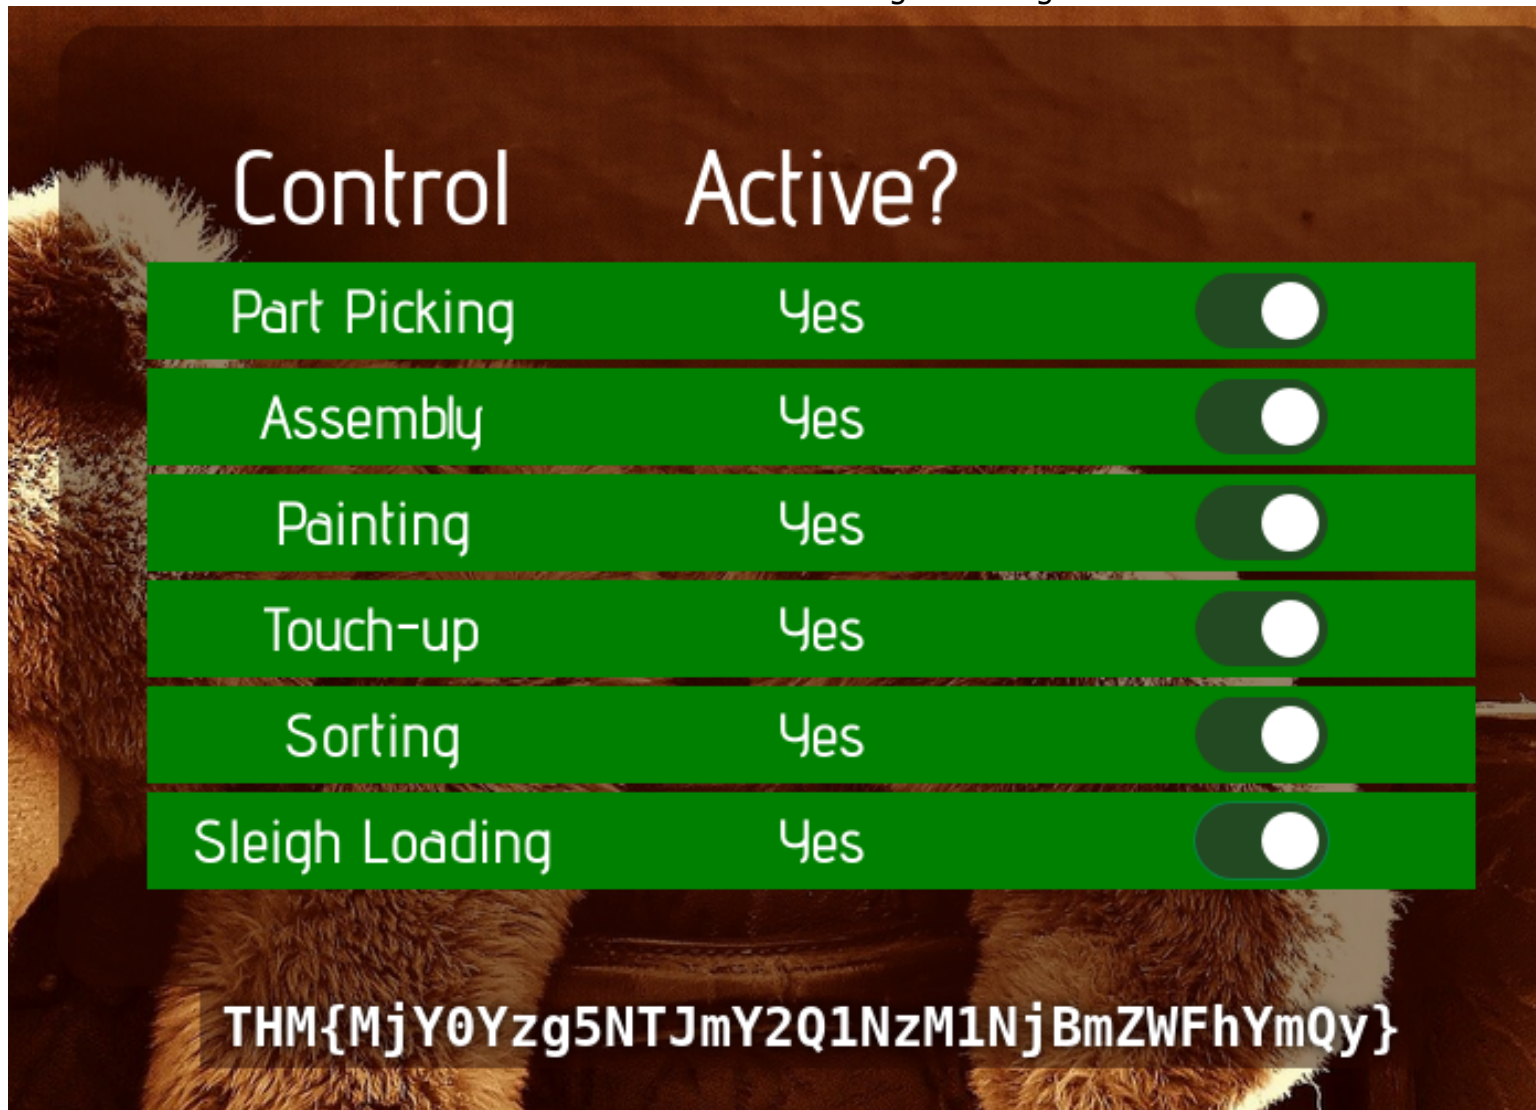 Control Active?
Part Picking Yes
Assembly Yes
Painting Yes
Touch-up Yes
Sorting Yes
Sleigh Loading Yes
THM{MjY0Yzg5NTJmY2Q1NzM1NjBmZWFhYmQy}